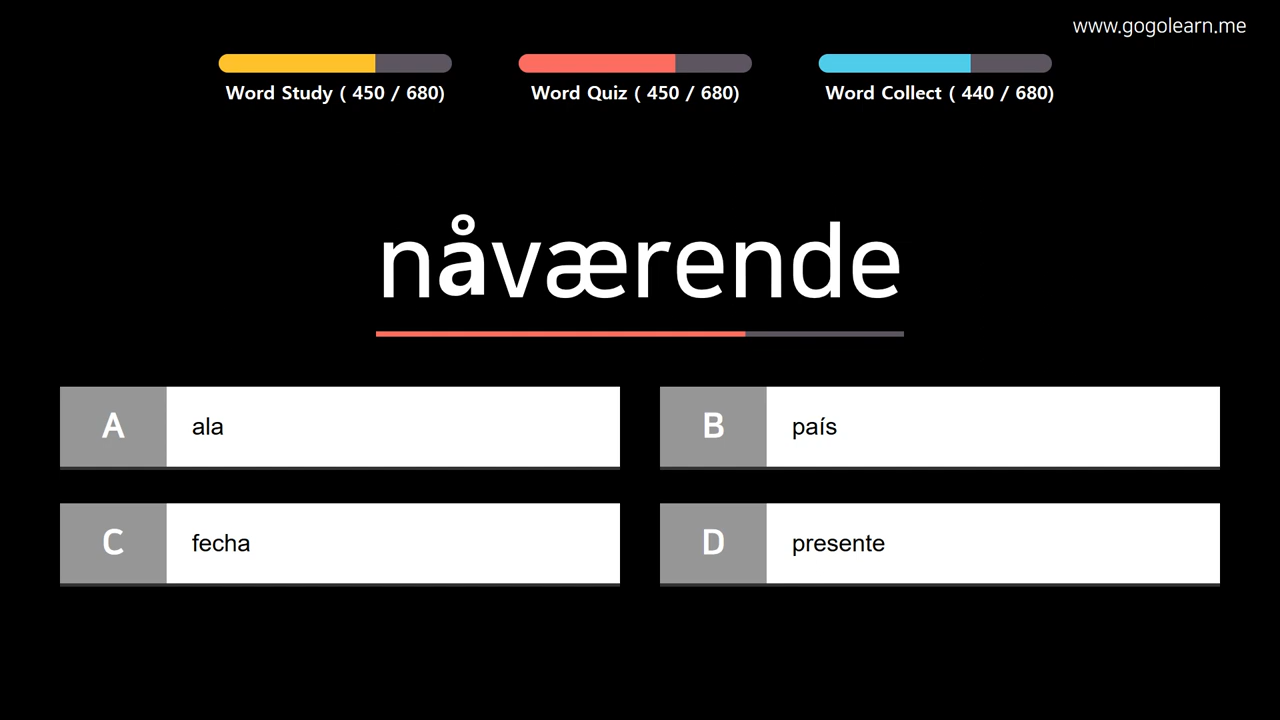 www.gogolearn.me
Word Study ( 450 / 680)
Word Quiz ( 450 / 680)
Word Collect ( 440 / 680)
nåværende
A ala
B país
C fecha
D presente